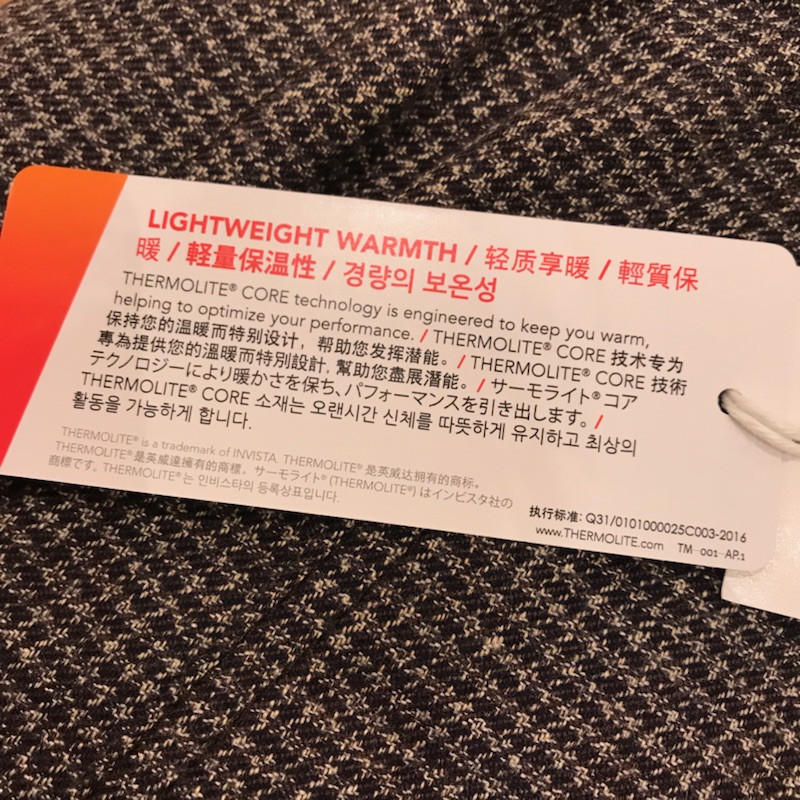 LIGHTWEIGHT WARMTH / 轻质享暖 / 輕質保
暖 / 軽量保温性 / 경량의 보온성
THERMOLITE® CORE technology is engineered to keep you warm,
helping to optimize your performance. / THERMOLITE® CORE 技术专为
保持您的温暖而特别设计，帮助您发挥潜能。/ THERMOLITE® CORE 技術
專為提供您的溫暖而特別設計, 幫助您盡展潛能。/ サーモライト® コア
テクノロジーにより暖かさを保ち、パフォーマンスを引き出します。/
THERMOLITE® CORE 소재는 오랜시간 신체를 따뜻하게 유지하고 최상의
활동을 가능하게 합니다.
THERMOLITE® is a trademark of INVISTA. THERMOLITE® 是英威达拥有的商标。
THERMOLITE® 是英威達擁有的商標。サーモライト® (THERMOLITE®) はインビスタ社の
商標です。THERMOLITE® 는 인비스타의 등록상표입니다.
执行标准: Q31/0101000025C003-2016
www.THERMOLITE.com TM 001 AP.1